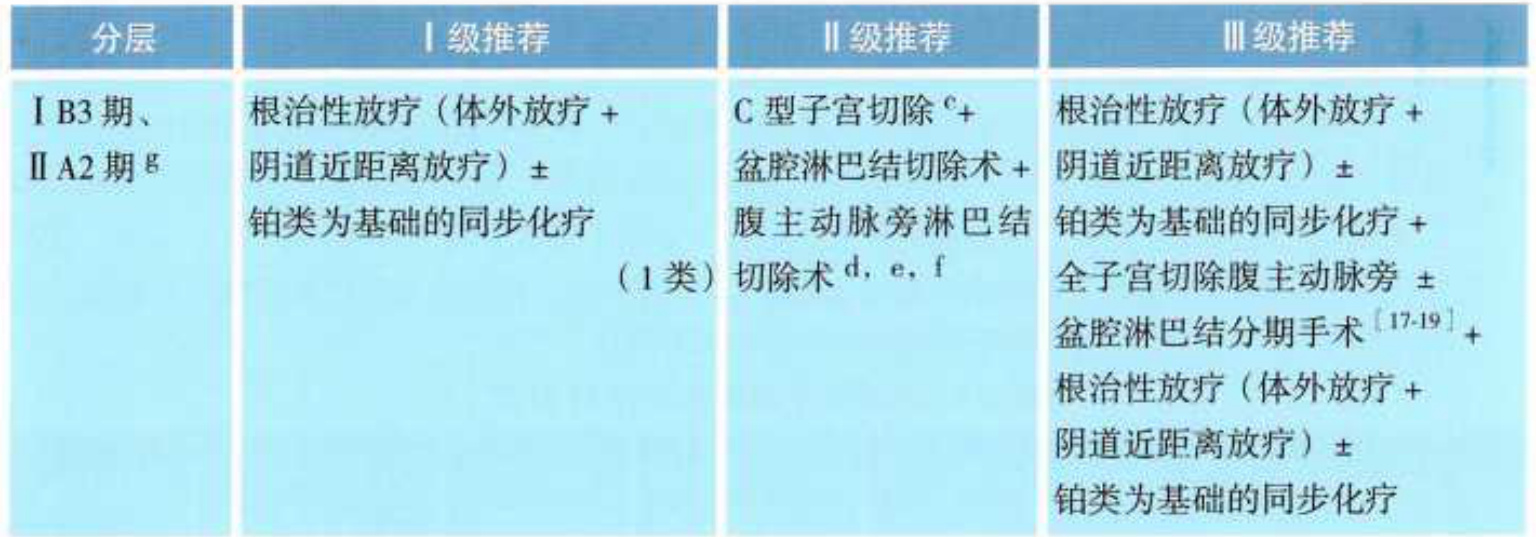 分层
Ⅰ级推荐
Ⅱ级推荐
Ⅲ级推荐
ⅠB3期、
ⅡA2期 g
根治性放疗（体外放疗 +
阴道近距离放疗）±
铂类为基础的同步化疗
（1类）
C 型子宫切除 c+
盆腔淋巴结切除术 +
腹主动脉旁淋巴结
切除术 d，e，f
根治性放疗（体外放疗 +
阴道近距离放疗）±
铂类为基础的同步化疗 +
全子宫切除腹主动脉旁 ±
盆腔淋巴结分期手术［17-19］+
根治性放疗（体外放疗 +
阴道近距离放疗）±
铂类为基础的同步化疗